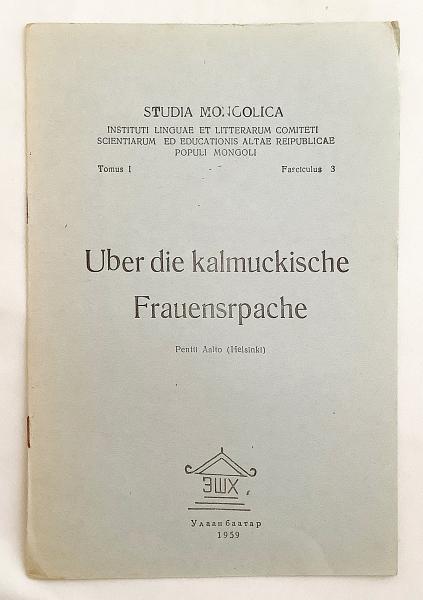 STUDIA MONGOLICA
INSTITUTI LINGUAE ET LITTERARUM COMITETI
SCIENTIARUM ED EDUCATIONIS ALTAE REIPUBLICAE
POPULI MONGOLI
Tomus I - - Fasciculus 3
Uber die kalmuckische
Frauensrpache
Pentti Aalto (Helsinki)
ЭШХ
Улаанбаатар
1959